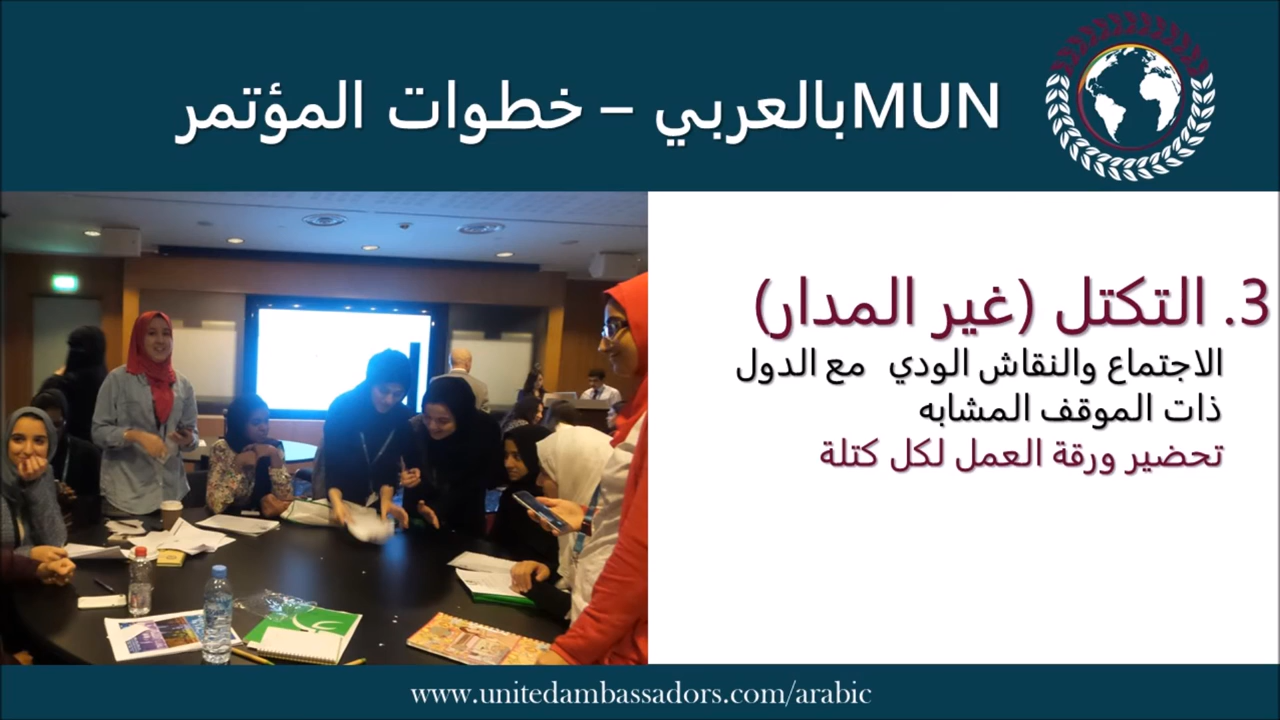 MUNبالعربي – خطوات المؤتمر
3. التكتل (غير المدار)
الاجتماع والنقاش الودي مع الدول
ذات الموقف المشابه
تحضير ورقة العمل لكل كتلة
www.unitedambassadors.com/arabic